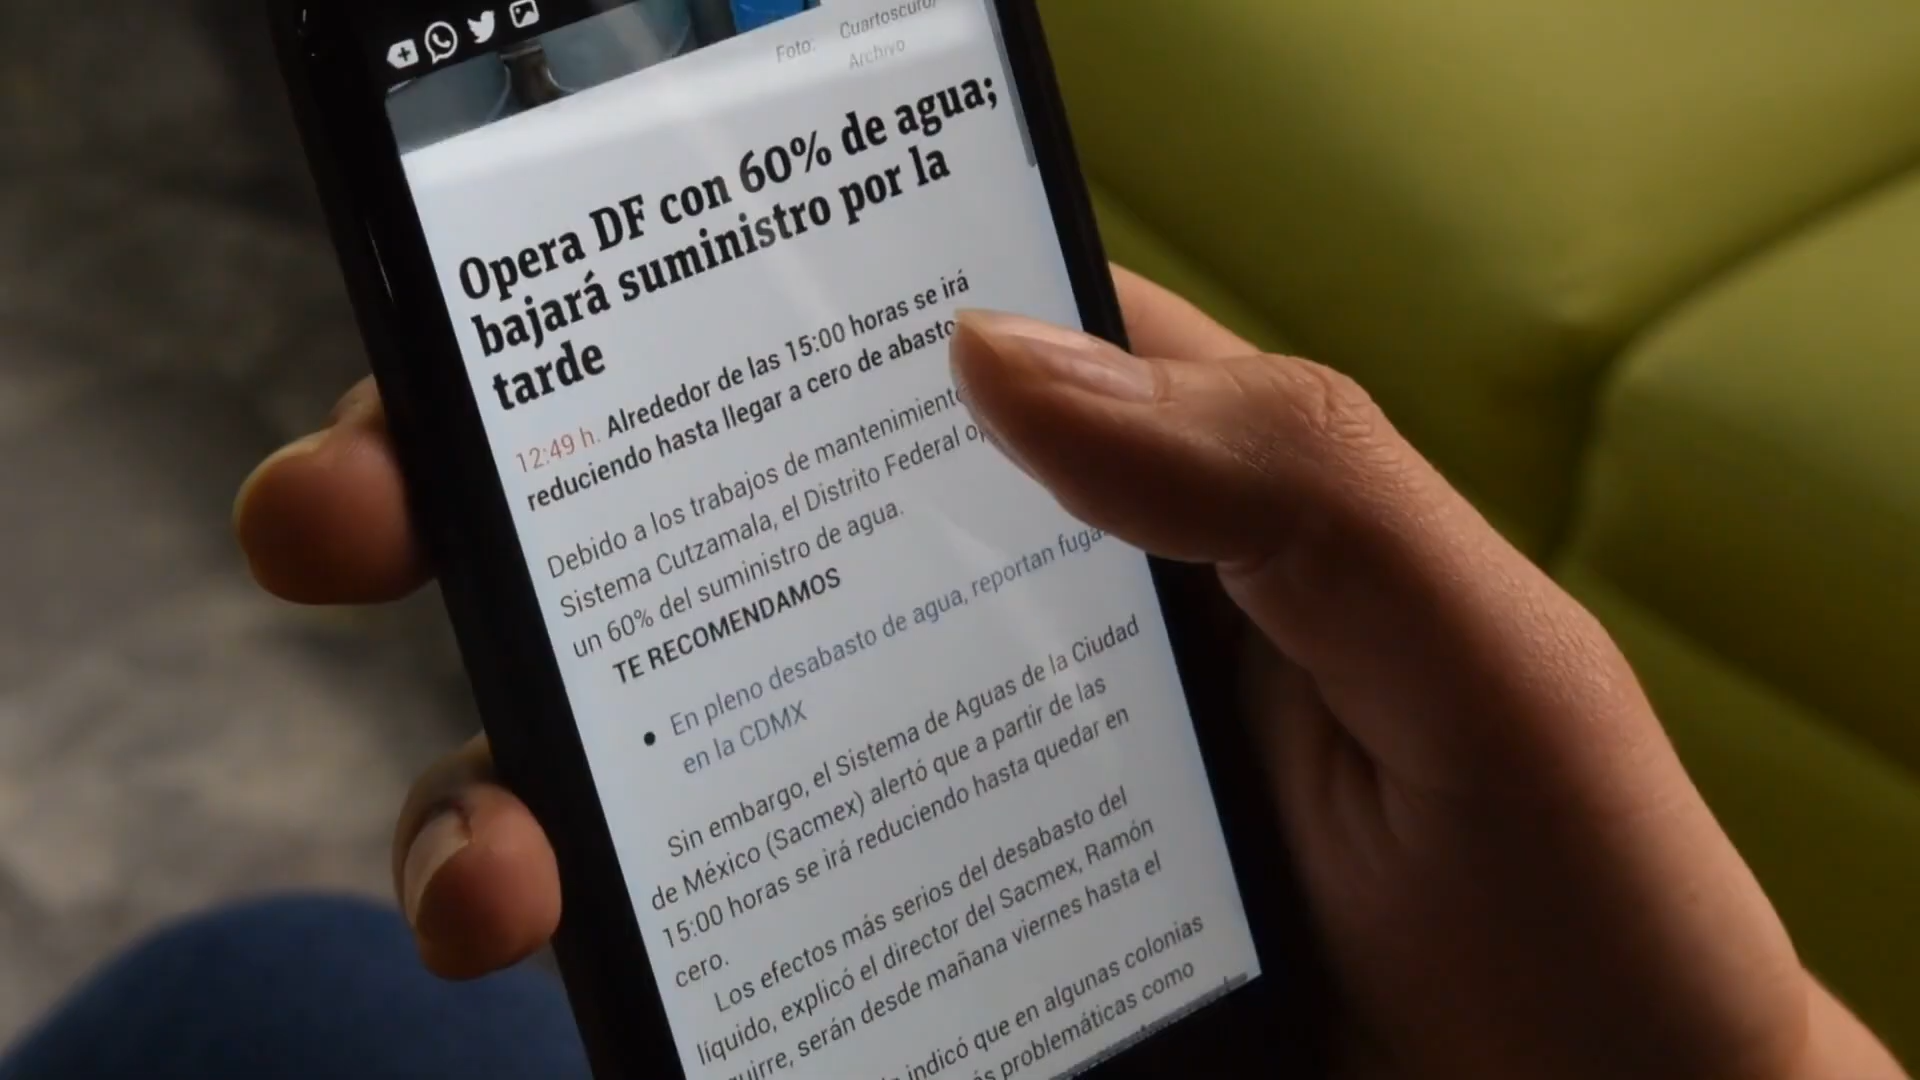 Foto: Cuartoscuro/
Archivo
Opera DF con 60% de agua;
bajará suministro por la
tarde
12:49 h. Alrededor de las 15:00 horas se irá
reduciendo hasta llegar a cero de abasto
Debido a los trabajos de mantenimiento
Sistema Cutzamala, el Distrito Federal
un 60% del suministro de agua.
TE RECOMENDAMOS
• En pleno desabasto de agua, reportan
en la CDMX
Sin embargo, el Sistema de Aguas de la Ciudad
de México (Sacmex) alertó que a partir de las
15:00 horas se irá reduciendo hasta quedar en
cero.
Los efectos más serios del desabasto del
líquido, explicó el director del Sacmex, Ramón
serán desde mañana viernes hasta el
indicó que en algunas colonias
problemáticas como